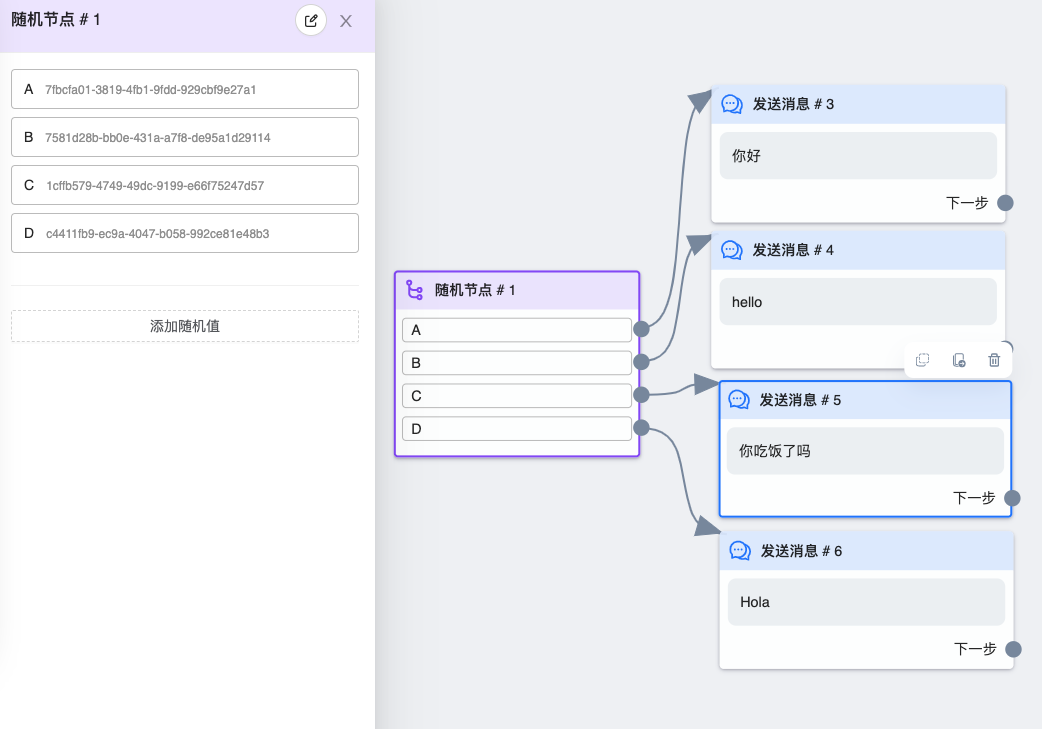 随机节点 # 1
A 7fbcfa01-3819-4fb1-9fdd-929cbf9e27a1
B 7581d28b-bb0e-431a-a7f8-de95a1d29114
C 1cffb579-4749-49dc-9199-e66f75247d57
D c4411fb9-ec9a-4047-b058-992ce81e48b3
添加随机值
随机节点 # 1
A
B
C
D
发送消息 # 3
你好
下一步
发送消息 # 4
hello
发送消息 # 5
你吃饭了吗
下一步
发送消息 # 6
Hola
下一步